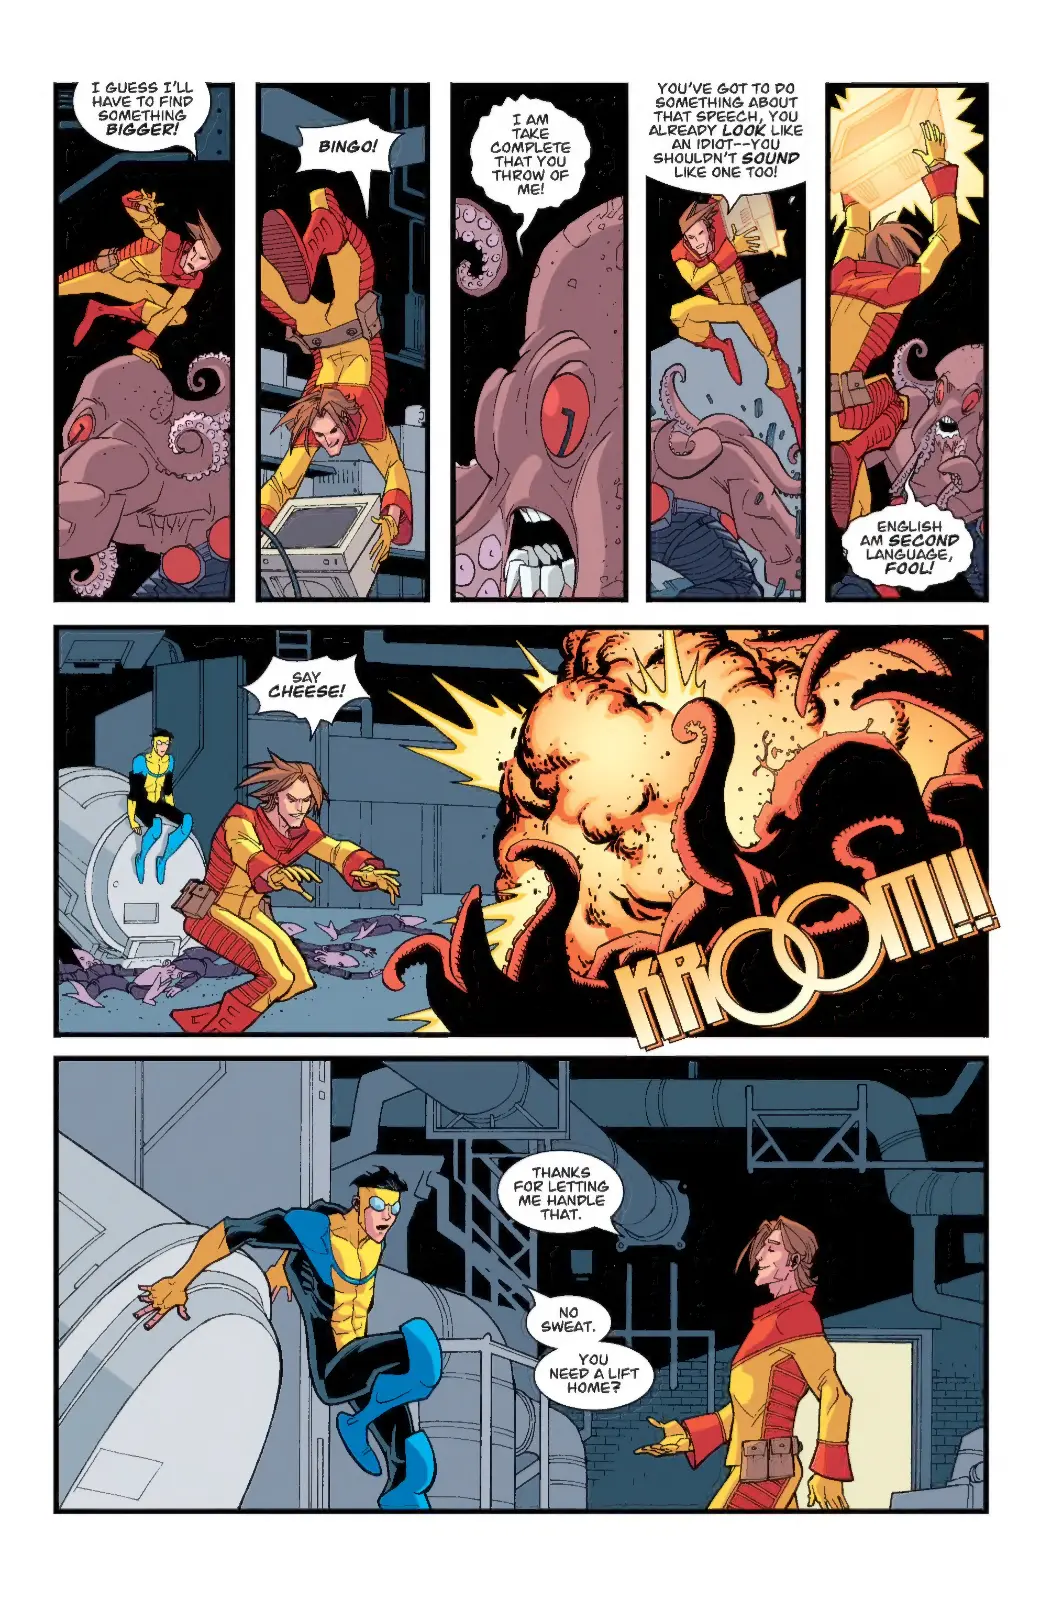 I GUESS I'LL
HAVE TO FIND
SOMETHING
BIGGER!
BINGO!
I AM
TAKE
COMPLETE
THAT YOU
THROW OF
ME!
YOU'VE GOT TO DO
SOMETHING ABOUT
THAT SPEECH, YOU
ALREADY LOOK LIKE
AN IDIOT--YOU
SHOULDN'T SOUND
LIKE ONE TOO!
ENGLISH
AM SECOND
LANGUAGE,
FOOL!
SAY
CHEESE!
KROOM!!
THANKS
FOR LETTING
ME HANDLE
THAT.
NO
SWEAT.
YOU
NEED A LIFT
HOME?